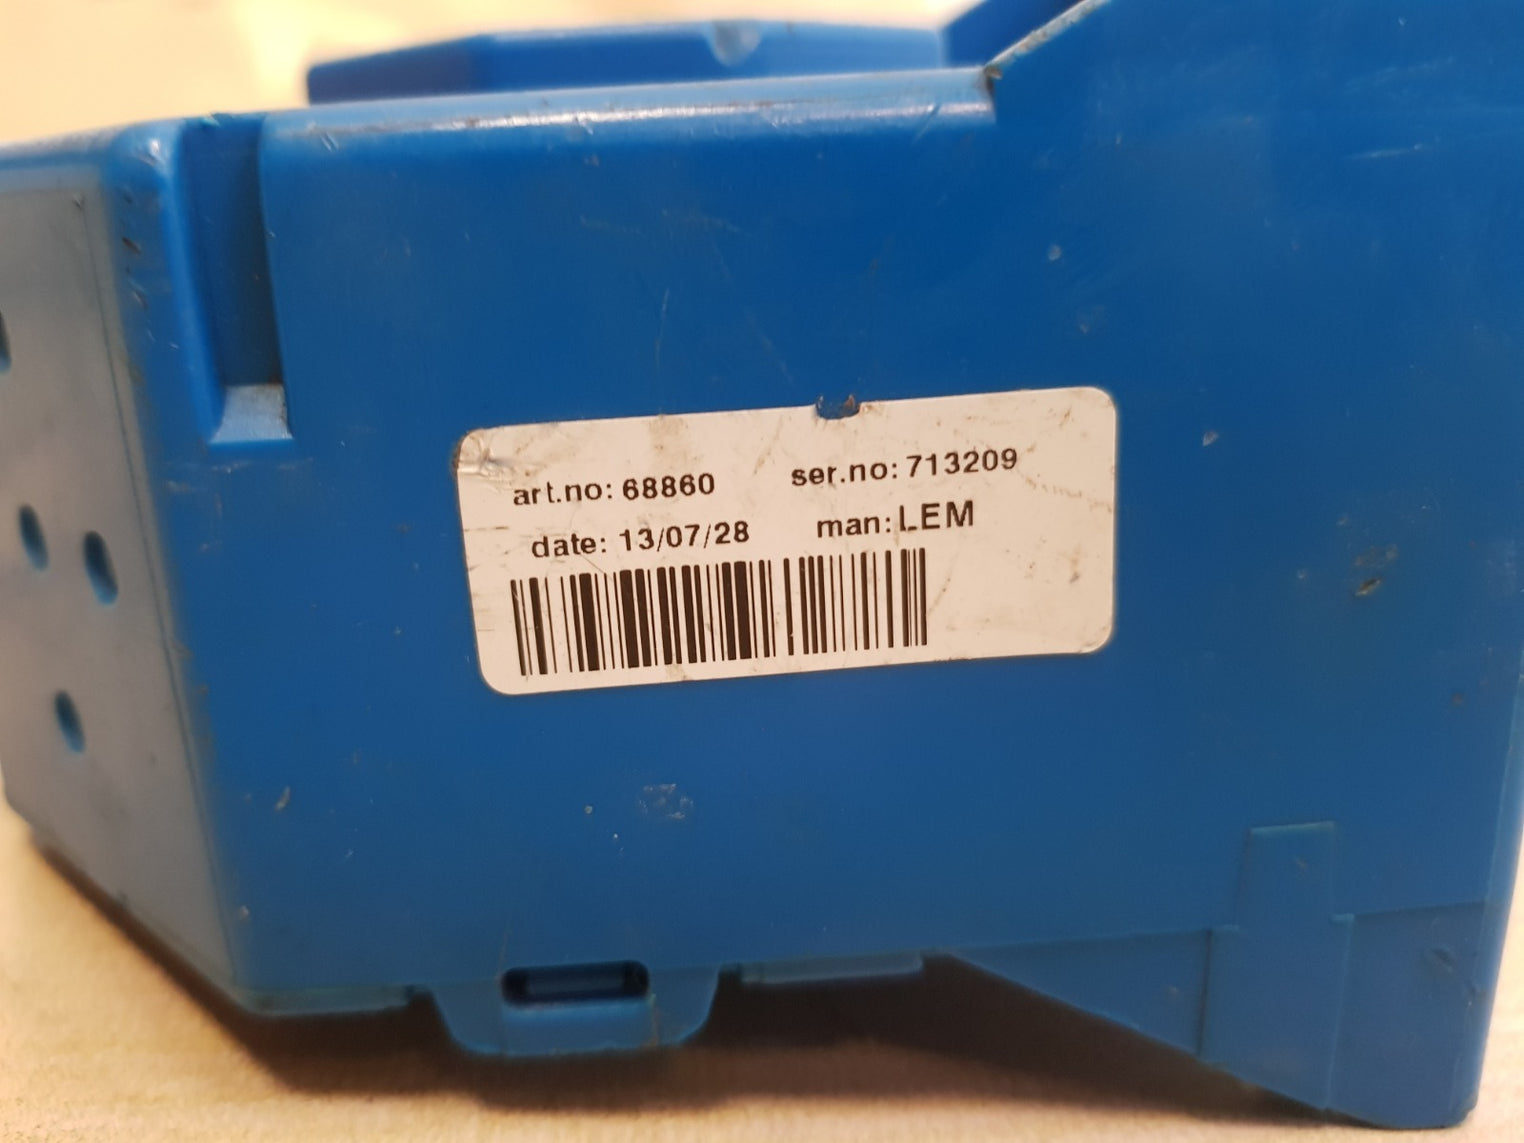 art.no: 68860 ser.no: 713209
date: 13/07/28 man: LEM